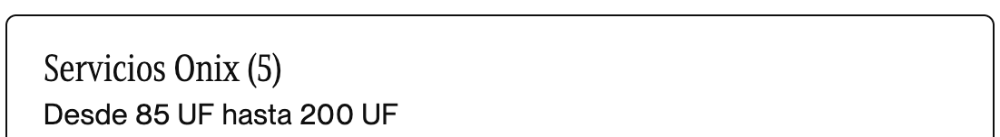 Servicios Onix (5)
Desde 85 UF hasta 200 UF